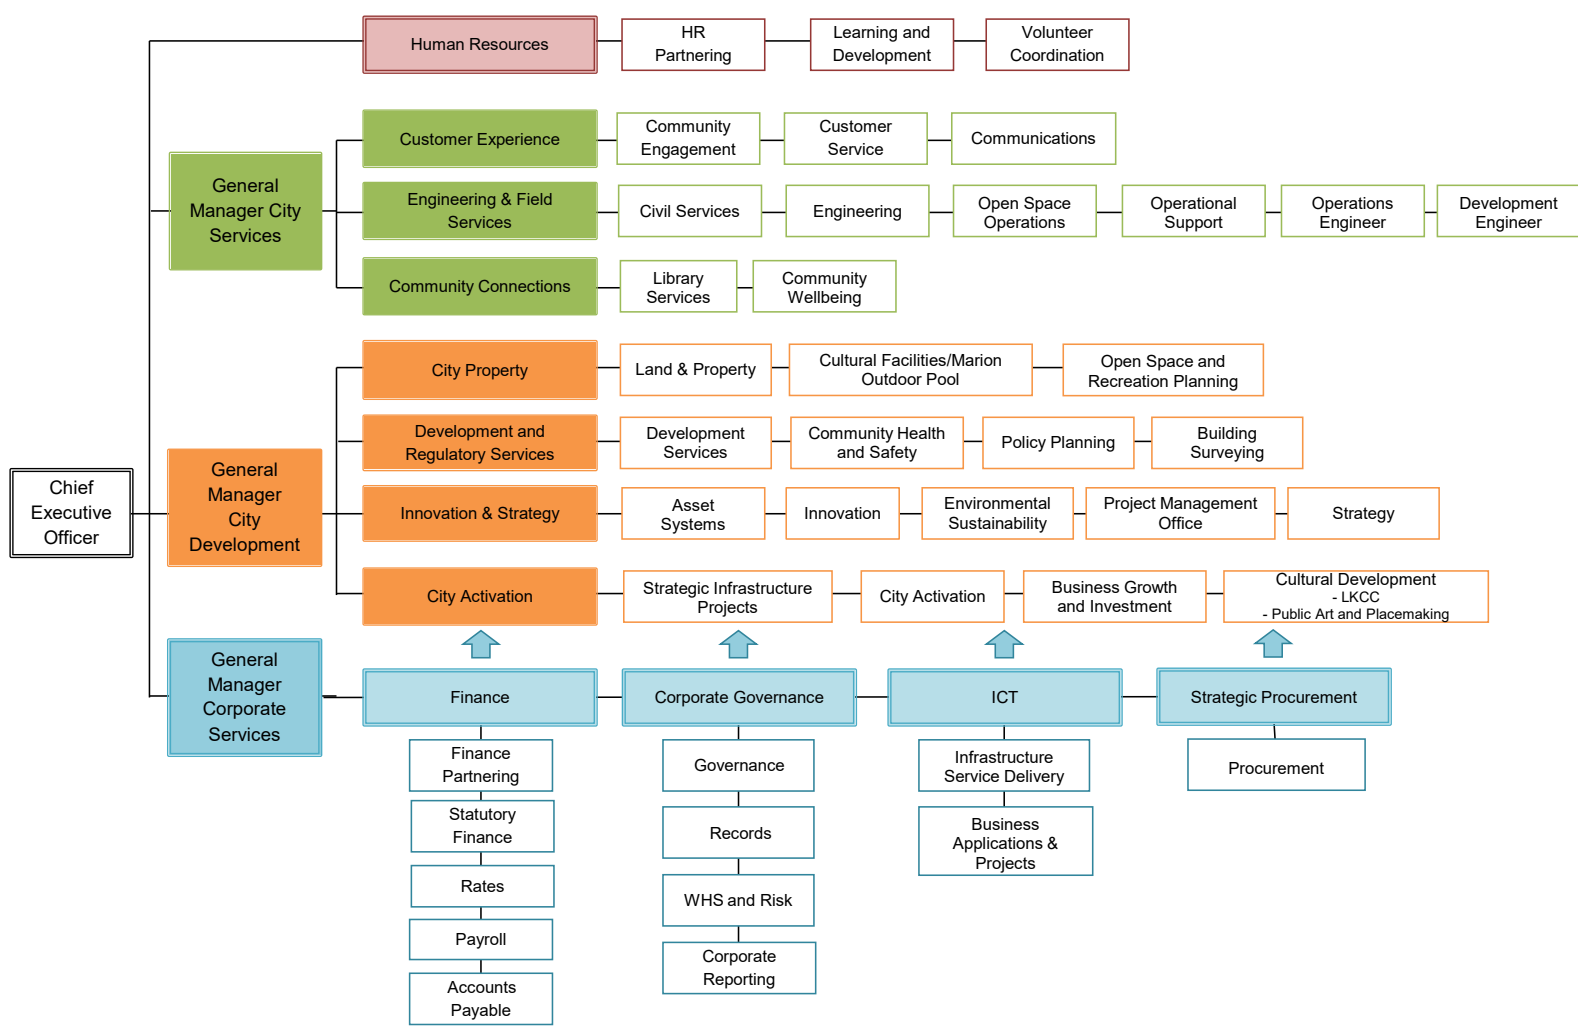 Human Resources
HR
Partnering
Learning and
Development
Volunteer
Coordination
General
Manager City
Services
Customer Experience
Community
Engagement
Customer
Service
Communications
Engineering & Field
Services
Civil Services
Engineering
Open Space
Operations
Operational
Support
Operations
Engineer
Development
Engineer
Community Connections
Library
Services
Community
Wellbeing
Chief
Executive
Officer
General
Manager
City
Development
City Property
Land & Property
Cultural Facilities/Marion
Outdoor Pool
Open Space and
Recreation Planning
Development and
Regulatory Services
Development
Services
Community Health
and Safety
Policy Planning
Building
Surveying
Innovation & Strategy
Asset
Systems
Innovation
Environmental
Sustainability
Project Management
Office
Strategy
City Activation
Strategic Infrastructure
Projects
City Activation
Business Growth
and Investment
Cultural Development
- LKCC
- Public Art and Placemaking
General
Manager
Corporate
Services
Finance
Corporate Governance
ICT
Strategic Procurement
Finance
Partnering
Statutory
Finance
Rates
Payroll
Accounts
Payable
Governance
Records
WHS and Risk
Corporate
Reporting
Infrastructure
Service Delivery
Business
Applications &
Projects
Procurement